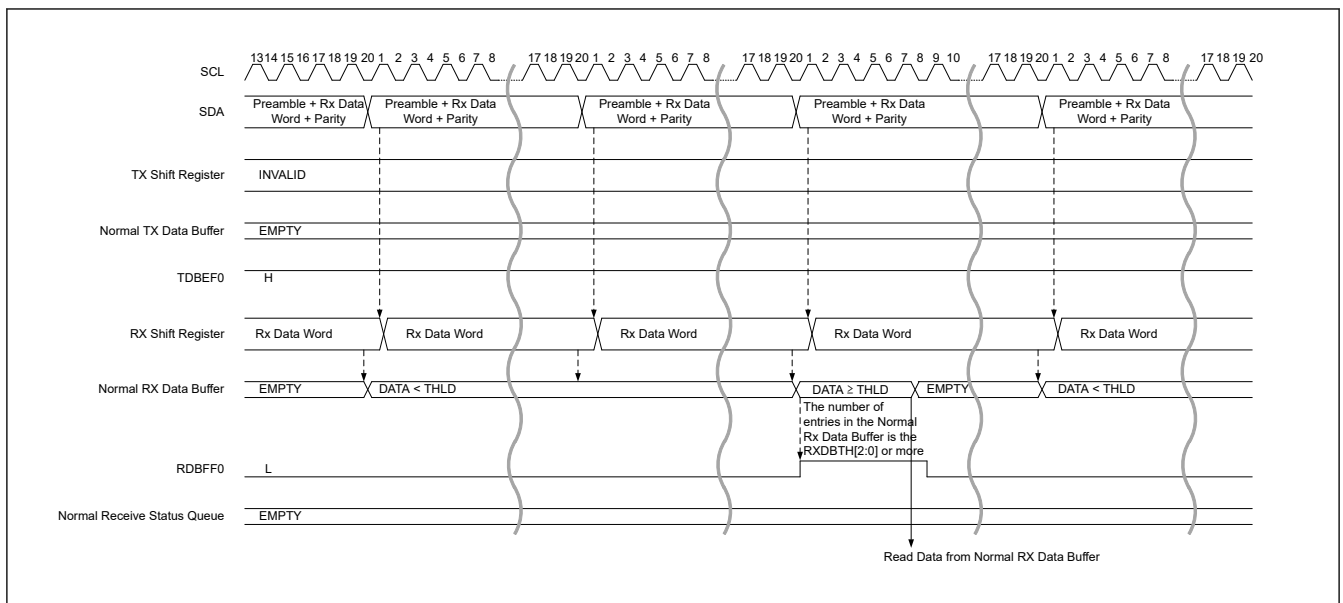 1314 15 16 17 18 19 20 1 2 3 4 5 6 7 8 17 18 19 20 1 2 3 4 5 6 7 8 17 18 19 20 1 2 3 4 5 6 7 8 9 10 17 18 19 20 1 2 3 4 5 6 7 8 17 18 19 20
SCL
SDA
Preamble + Rx Data
Word + Parity
Preamble + Rx Data
Word + Parity
Preamble + Rx Data
Word + Parity
Preamble + Rx Data
Word + Parity
Preamble + Rx Data
Word + Parity
TX Shift Register
INVALID
Normal TX Data Buffer
EMPTY
TDBEF0
H
RX Shift Register
Rx Data Word
Rx Data Word
Rx Data Word
Rx Data Word
Rx Data Word
Normal RX Data Buffer
EMPTY
DATA < THLD
DATA ≥ THLD
EMPTY
DATA < THLD
The number of
entries in the Normal
Rx Data Buffer is the
RXDBTH[2:0] or more
RDBFF0
L
Normal Receive Status Queue
EMPTY
Read Data from Normal RX Data Buffer